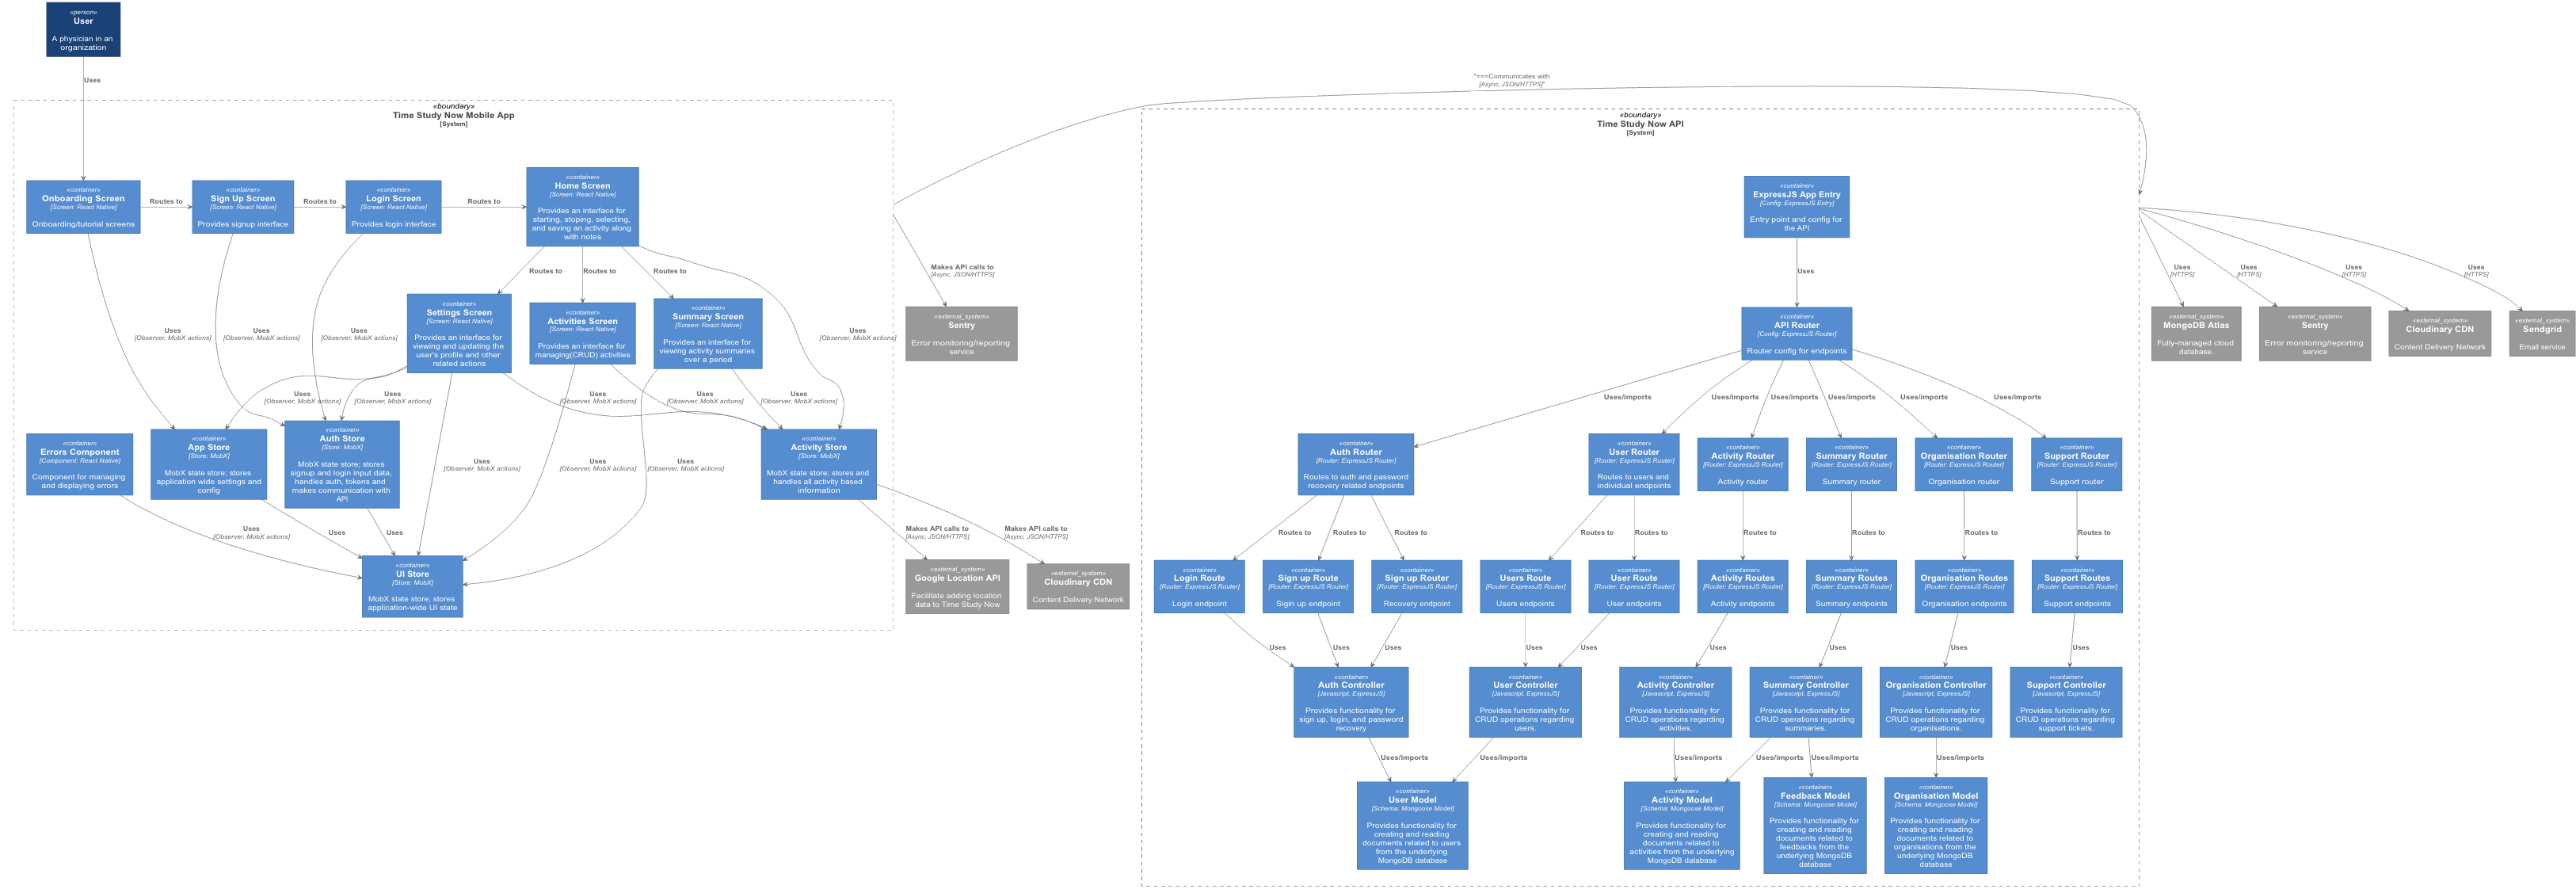 «person»
User
A physician in an
organization
Uses
«boundary»
Time Study Now Mobile App
[System]
«container»
Onboarding Screen
[Screen: React Native]
Onboarding/tutorial screens
Routes to
«container»
Sign Up Screen
[Screen: React Native]
Provides signup interface
Routes to
«container»
Login Screen
[Screen: React Native]
Provides login interface
Routes to
«container»
Home Screen
[Screen: React Native]
Provides an interface for
starting, stoping, selecting,
and saving an activity along
with notes
Routes to
Routes to
Routes to
«container»
Settings Screen
[Screen: React Native]
Provides an interface for
viewing and updating the
user's profile and other
related actions
«container»
Activities Screen
[Screen: React Native]
Provides an interface for
managing(CRUD) activities
«container»
Summary Screen
[Screen: React Native]
Provides an interface for
viewing activity summaries
over a period
Uses
[Observer, MobX actions]
Uses
[Observer, MobX actions]
Uses
[Observer, MobX actions]
Uses
[Observer, MobX actions]
Uses
[Observer, MobX actions]
Uses
[Observer, MobX actions]
Uses
[Observer, MobX actions]
Uses
[Observer, MobX actions]
Uses
[Observer, MobX actions]
«container»
Errors Component
[Component: React Native]
Component for managing
and displaying errors
«container»
App Store
[Store: MobX]
MobX state store; stores
application wide settings and
config
«container»
Auth Store
[Store: MobX]
MobX state store; stores
signup and login input data,
handles auth, tokens and
makes communication with
API
Uses
[Observer, MobX actions]
Uses
[Observer, MobX actions]
Uses
[Observer, MobX actions]
«container»
Activity Store
[Store: MobX]
MobX state store; stores and
handles all activity based
information
Uses
[Observer, MobX actions]
Uses
Uses
«container»
UI Store
[Store: MobX]
MobX state store; stores
application-wide UI state
Makes API calls to
[Async, JSON/HTTPS]
«external_system»
Sentry
Error monitoring/reporting
service
Makes API calls to
[Async, JSON/HTTPS]
Makes API calls to
[Async, JSON/HTTPS]
«external_system»
Google Location API
Facilitate adding location
data to Time Study Now
«external_system»
Cloudinary CDN
Content Delivery Network
"===Communicates with
[Async, JSON/HTTPS]"
«boundary»
Time Study Now API
[System]
«container»
ExpressJS App Entry
[Config: ExpressJS Entry]
Entry point and config for
the API
Uses
«container»
API Router
[Config: ExpressJS Router]
Router config for endpoints
Uses/imports
Uses/imports
Uses/imports
Uses/imports
Uses/imports
Uses/imports
«container»
Auth Router
[Router: ExpressJS Router]
Routes to auth and password
recovery related endpoints
«container»
User Router
[Router: ExpressJS Router]
Routes to users and
individual endpoints
«container»
Activity Router
[Router: ExpressJS Router]
Activity router
«container»
Summary Router
[Router: ExpressJS Router]
Summary router
«container»
Organisation Router
[Router: ExpressJS Router]
Organisation router
«container»
Support Router
[Router: ExpressJS Router]
Support router
Routes to
Routes to
Routes to
Routes to
Routes to
Routes to
Routes to
Routes to
Routes to
«container»
Login Route
[Router: ExpressJS Router]
Login endpoint
«container»
Sign up Route
[Router: ExpressJS Router]
Sigin up endpoint
«container»
Sign up Router
[Router: ExpressJS Router]
Recovery endpoint
«container»
Users Route
[Router: ExpressJS Router]
Users endpoints
«container»
User Route
[Router: ExpressJS Router]
User endpoints
«container»
Activity Routes
[Router: ExpressJS Router]
Activity endpoints
«container»
Summary Routes
[Router: ExpressJS Router]
Summary endpoints
«container»
Organisation Routes
[Router: ExpressJS Router]
Organisation endpoints
«container»
Support Routes
[Router: ExpressJS Router]
Support endpoints
Uses
Uses
Uses
Uses
Uses
Uses
Uses
Uses
Uses
«container»
Auth Controller
[Javascript, ExpressJS]
Provides functionality for
sign up, login, and password
recovery
«container»
User Controller
[Javascript, ExpressJS]
Provides functionality for
CRUD operations regarding
users.
«container»
Activity Controller
[Javascript, ExpressJS]
Provides functionality for
CRUD operations regarding
activities.
«container»
Summary Controller
[Javascript, ExpressJS]
Provides functionality for
CRUD operations regarding
summaries.
«container»
Organisation Controller
[Javascript, ExpressJS]
Provides functionality for
CRUD operations regarding
organisations.
«container»
Support Controller
[Javascript, ExpressJS]
Provides functionality for
CRUD operations regarding
support tickets.
Uses/imports
Uses/imports
Uses/imports
Uses/imports
Uses/imports
Uses/imports
«container»
User Model
[Schema: Mongoose Model]
Provides functionality for
creating and reading
documents related to users
from the underlying
MongoDB database
«container»
Activity Model
[Schema: Mongoose Model]
Provides functionality for
creating and reading
documents related to
activities from the underlying
MongoDB database
«container»
Feedback Model
[Schema: Mongoose Model]
Provides functionality for
creating and reading
documents related to
feedbacks from the
underlying MongoDB
database
«container»
Organisation Model
[Schema: Mongoose Model]
Provides functionality for
creating and reading
documents related to
organisations from the
underlying MongoDB
database
Uses
[HTTPS]
Uses
[HTTPS]
Uses
[HTTPS]
Uses
[HTTPS]
«external_system»
MongoDB Atlas
Fully-managed cloud
database.
«external_system»
Sentry
Error monitoring/reporting
service
«external_system»
Cloudinary CDN
Content Delivery Network
«external_system»
Sendgrid
Email service